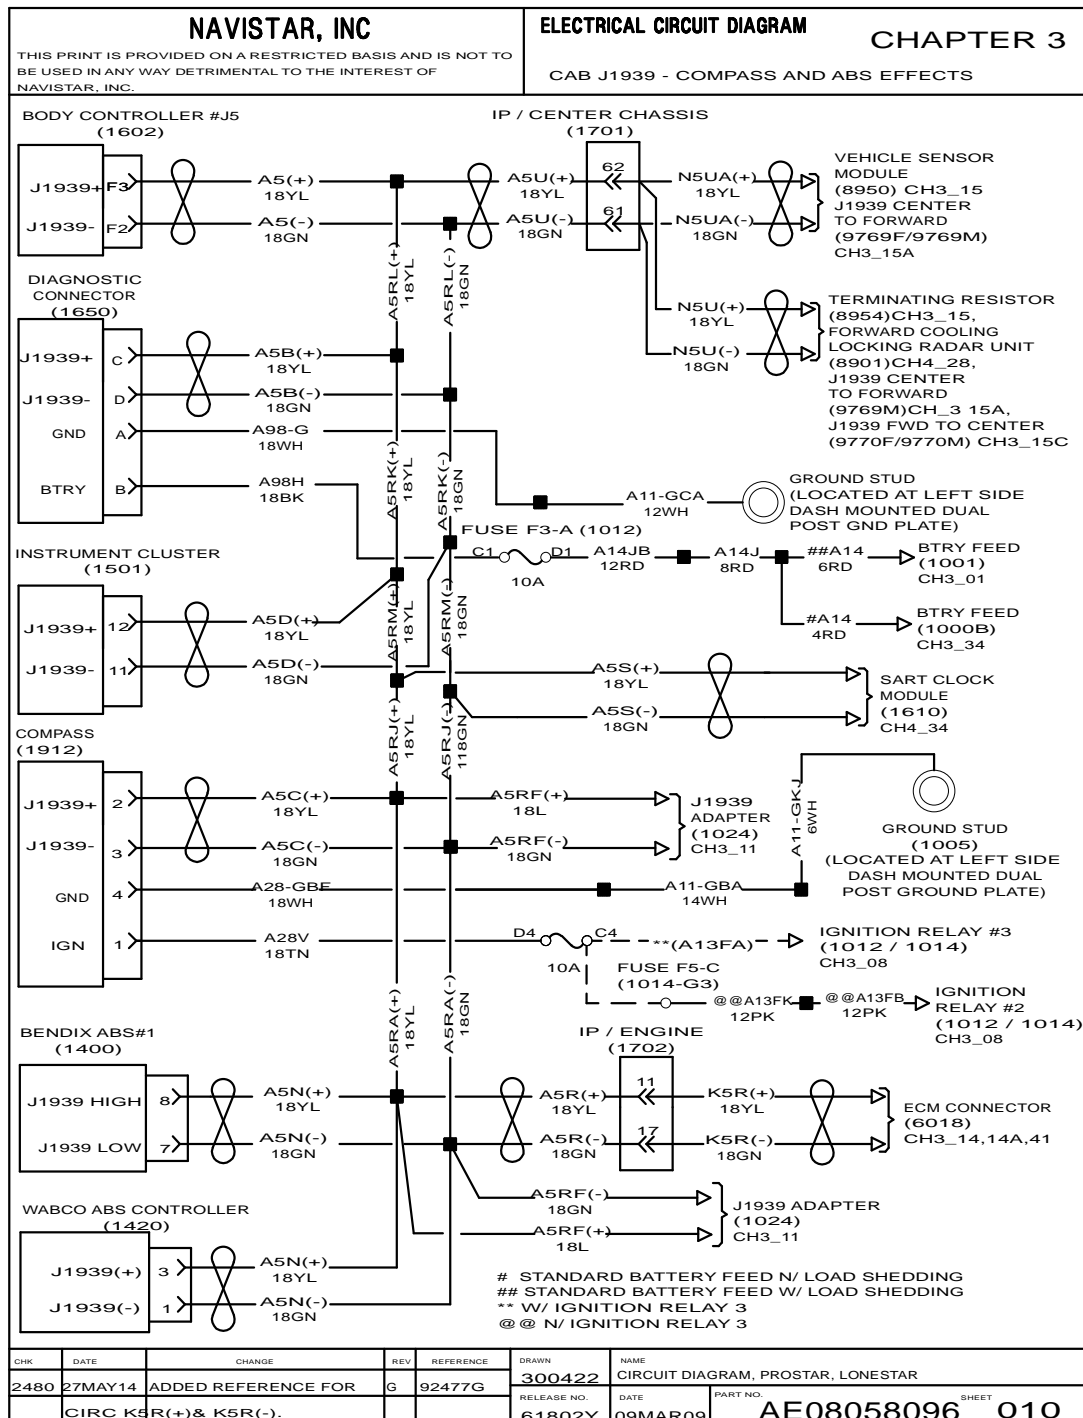 NAVISTAR, INC
THIS PRINT IS PROVIDED ON A RESTRICTED BASIS AND IS NOT TO
BE USED IN ANY WAY DETRIMENTAL TO THE INTEREST OF
NAVISTAR, INC.
ELECTRICAL CIRCUIT DIAGRAM
CHAPTER 3
CAB J1939 - COMPASS AND ABS EFFECTS
BODY CONTROLLER #J5
(1602)
J1939+ F3
J1939- F2
A5(+)
18YL
A5(-)
18GN
IP / CENTER CHASSIS
(1701)
A5U(+)
18YL
62
A5U(-)
18GN
61
N5UA(+)
18YL
N5UA(-)
18GN
VEHICLE SENSOR
MODULE
(8950) CH3_15
J1939 CENTER
TO FORWARD
(9769F/9769M)
CH3_15A
A5RL(+)
18YL
A5RL(-)
18GN
DIAGNOSTIC
CONNECTOR
(1650)
J1939+ C
J1939- D
GND A
BTRY B
A5B(+)
18YL
A5B(-)
18GN
A98-G
18WH
A98H
18BK
N5U(+)
18YL
N5U(-)
18GN
TERMINATING RESISTOR
(8954)CH3_15,
FORWARD COOLING
LOCKING RADAR UNIT
(8901)CH4_28,
J1939 CENTER
TO FORWARD
(9769M)CH_3 15A,
J1939 FWD TO CENTER
(9770F/9770M) CH3_15C
A5RK(+)
18YL
A5RK(-)
18GN
A11-GCA
12WH
GROUND STUD
(LOCATED AT LEFT SIDE
DASH MOUNTED DUAL
POST GND PLATE)
FUSE F3-A (1012)
C1 D1
10A
A14JB
12RD
A14J
8RD
##A14
6RD
BTRY FEED
(1001)
CH3_01
#A14
4RD
BTRY FEED
(1000B)
CH3_34
INSTRUMENT CLUSTER
(1501)
J1939+ 12
J1939- 11
A5D(+)
18YL
A5D(-)
18GN
A5RM(+)
18YL
A5RM(-)
18GN
A5S(+)
18YL
A5S(-)
18GN
SART CLOCK
MODULE
(1610)
CH4_34
A5RJ(+)
18YL
A5RJ(-)
118GN
COMPASS
(1912)
J1939+ 2
J1939- 3
GND 4
IGN 1
A5C(+)
18YL
A5C(-)
18GN
A28-GBF
18WH
A28V
18TN
A5RF(+)
18L
A5RF(-)
18GN
J1939
ADAPTER
(1024)
CH3_11
A11-GKJ
6WH
A11-GBA
14WH
GROUND STUD
(1005)
(LOCATED AT LEFT SIDE
DASH MOUNTED DUAL
POST GROUND PLATE)
D4 C4
10A
**(A13FA)
IGNITION RELAY #3
(1012 / 1014)
CH3_08
FUSE F5-C
(1014-G3)
@@A13FK
12PK
@@A13FB
12PK
IGNITION
RELAY #2
(1012 / 1014)
CH3_08
A5RA(+)
18YL
A5RA(-)
18GN
BENDIX ABS#1
(1400)
J1939 HIGH 8
J1939 LOW 7
A5N(+)
18YL
A5N(-)
18GN
IP / ENGINE
(1702)
A5R(+)
18YL
11
A5R(-)
18GN
17
K5R(+)
18YL
K5R(-)
18GN
ECM CONNECTOR
(6018)
CH3_14,14A,41
A5RF(-)
18GN
A5RF(+)
18L
J1939 ADAPTER
(1024)
CH3_11
WABCO ABS CONTROLLER
(1420)
J1939(+) 3
J1939(-) 1
A5N(+)
18YL
A5N(-)
18GN
# STANDARD BATTERY FEED N/ LOAD SHEDDING
## STANDARD BATTERY FEED W/ LOAD SHEDDING
** W/ IGNITION RELAY 3
@@ N/ IGNITION RELAY 3
CHK DATE CHANGE REV REFERENCE
2480 27MAY14 ADDED REFERENCE FOR G 92477G
CIRC K5R(+)& K5R(-).
DRAWN
300422
NAME
CIRCUIT DIAGRAM, PROSTAR, LONESTAR
RELEASE NO.
61802Y
DATE
09MAR09
PART NO.
AE08058096
SHEET
010